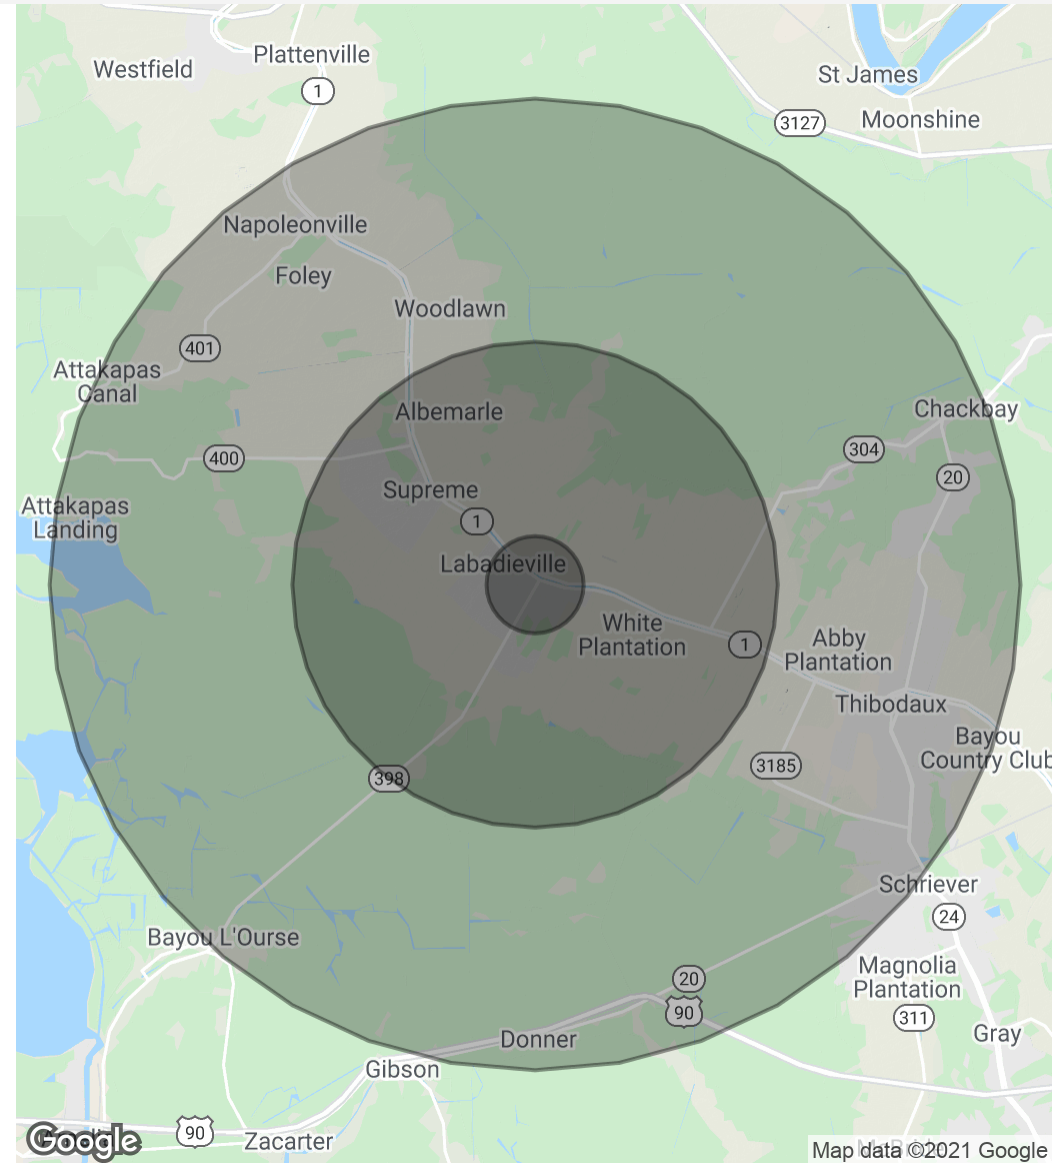 Plattenville
Westfield
St James
1
Moonshine
3127
Napoleonville
Foley
Woodlawn
401
Attakapas
Canal
Albemarle
Chackbay
304
400
20
Supreme
Attakapas
Landing
1
Labadieville
White
Plantation
1
Abby
Plantation
Thibodaux
Bayou
Country Club
3185
398
Schriever
24
Bayou L'Ourse
Magnolia
Plantation
20
90
311
Gray
Donner
Gibson
90
Zacarter
Google
Map data ©2021 Google